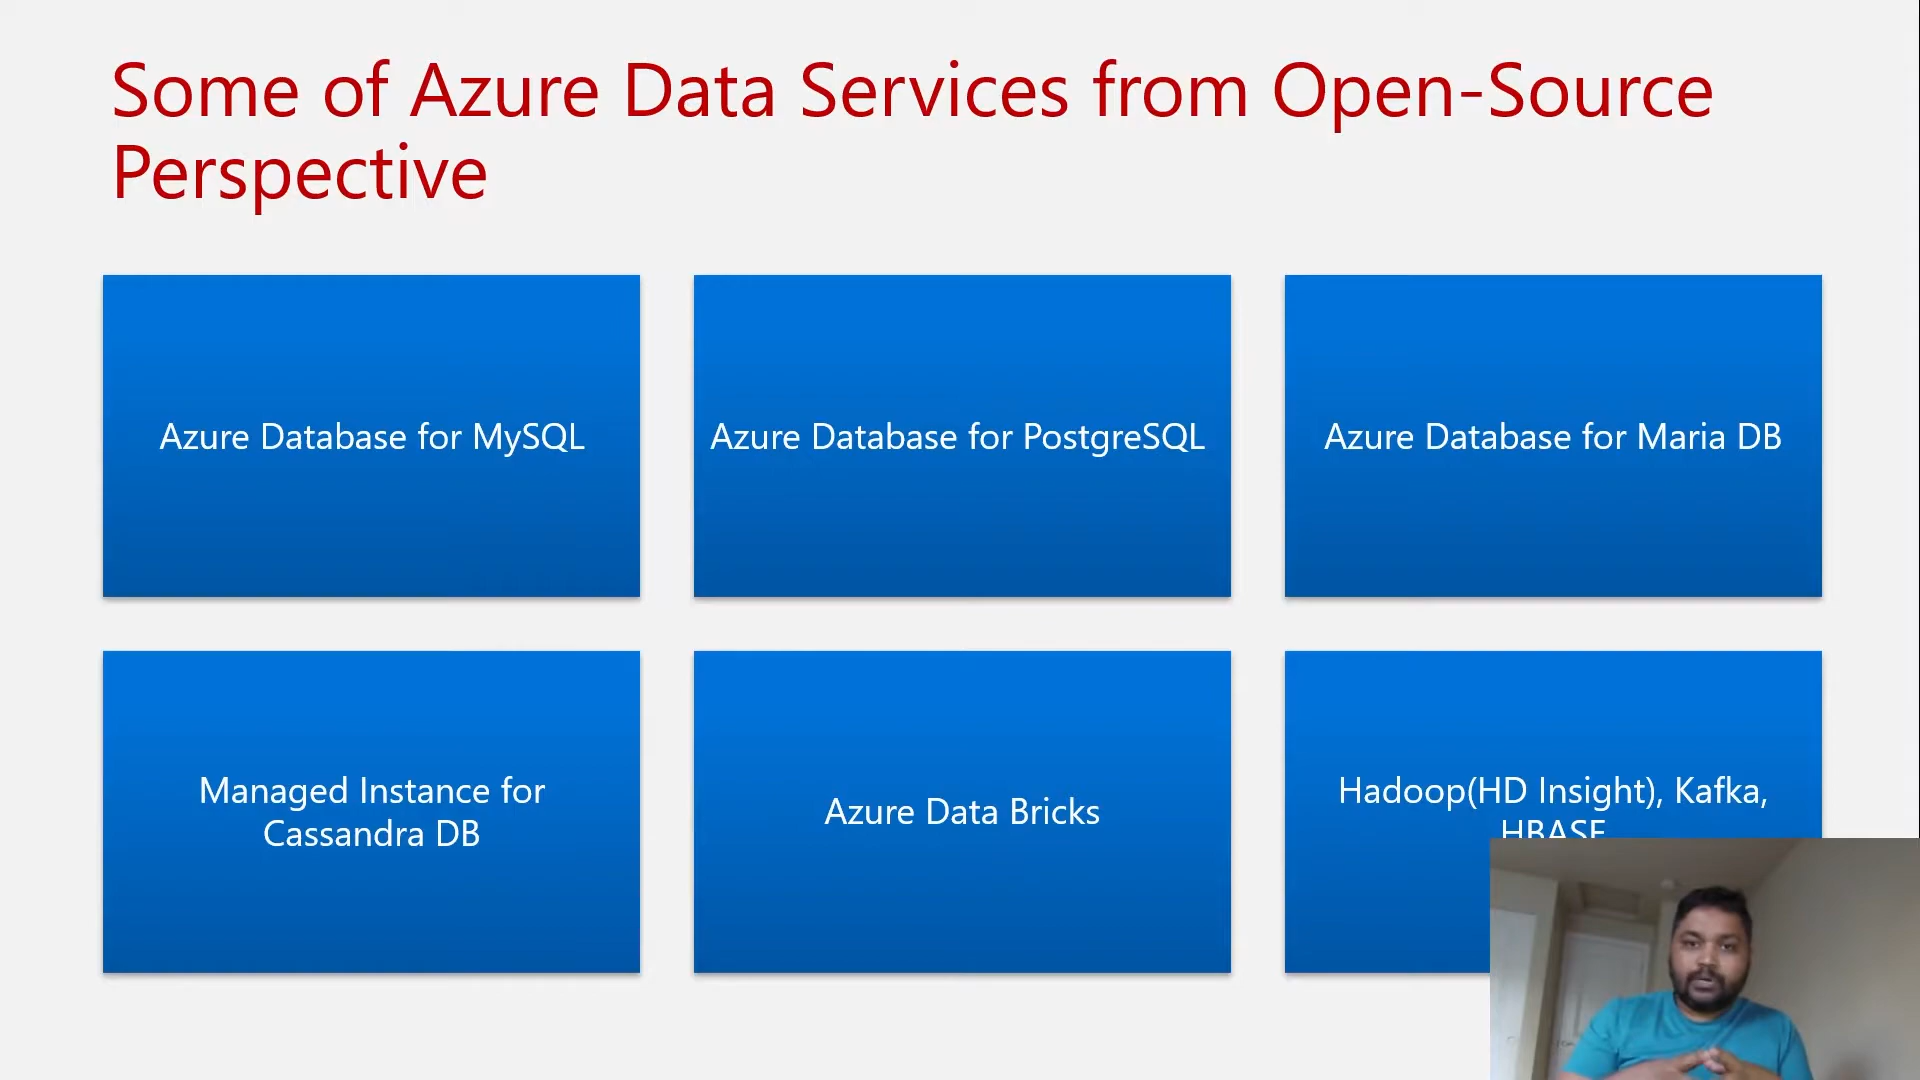 Some of Azure Data Services from Open-Source
Perspective
Azure Database for MySQL
Azure Database for PostgreSQL
Azure Database for Maria DB
Managed Instance for
Cassandra DB
Azure Data Bricks
Hadoop(HD Insight), Kafka,
HBASE